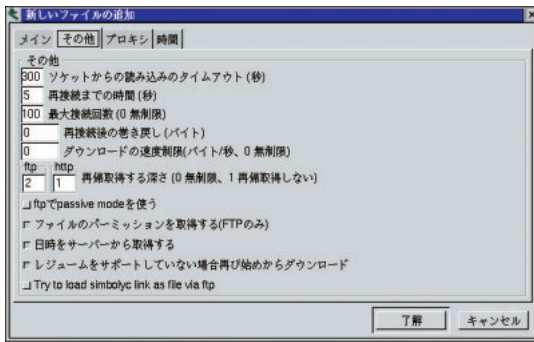 新しいファイルの追加
メイン その他 プロキシ 時間
その他
300 ソケットからの読み込みのタイムアウト(秒)
5 再接続までの時間(秒)
100 最大接続回数(0 無制限)
0 再接続後の巻き戻し(バイト)
0 ダウンロードの速度制限(バイト/秒、0 無制限)
ftp http
2 1 再帰取得する深さ(0 無制限、1 再帰取得しない)
ftpでpassive modeを使う
ファイルのパーミッションを取得する(FTPのみ)
日時をサーバーから取得する
レジュームをサポートしていない場合再び始めからダウンロード
Try to load simbolyc link as file via ftp
了解 キャンセル